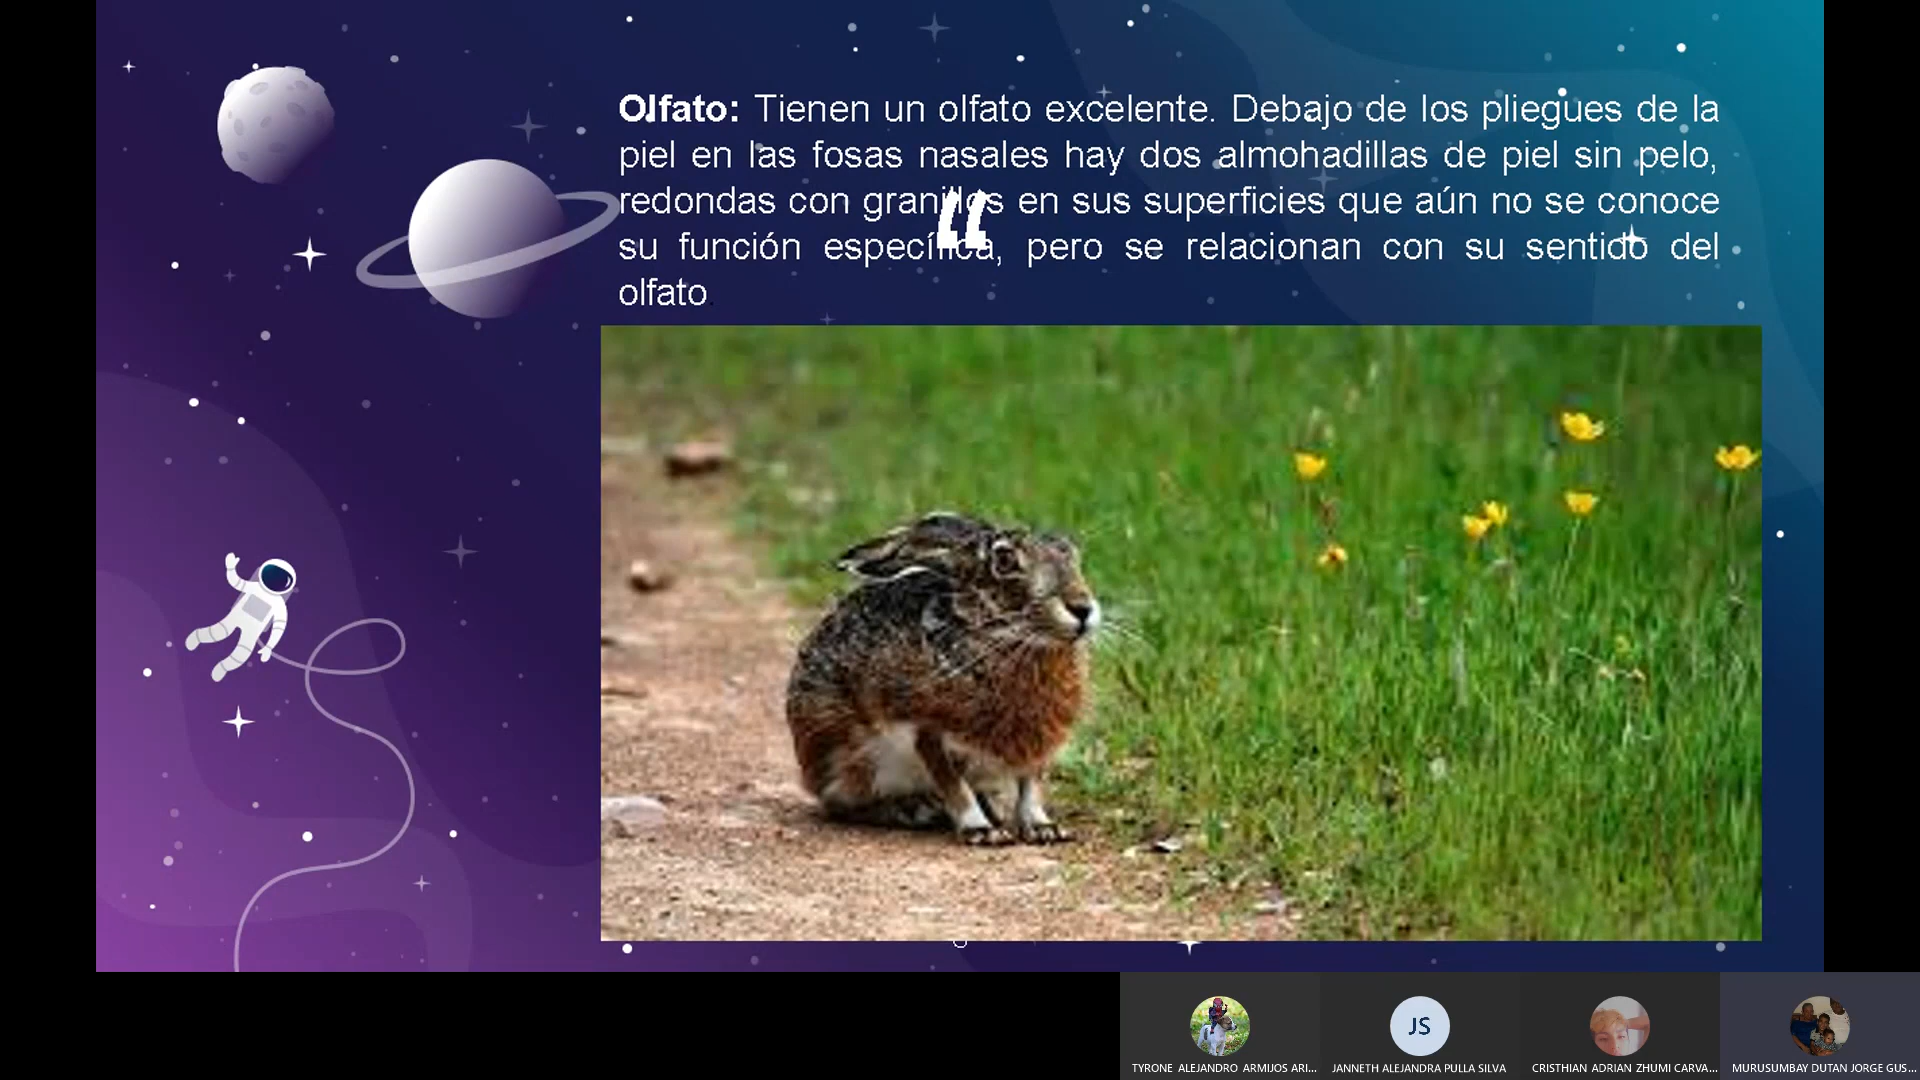 Olfato: Tienen un olfato excelente. Debajo de los pliegues de la
piel en las fosas nasales hay dos almohadillas de piel sin pelo,
redondas con granillos en sus superficies que aún no se conoce
“
su función específica, pero se relacionan con su sentido del
olfato.
JS
TYRONE ALEJANDRO ARMIJOS ARI...
JANNETH ALEJANDRA PULLA SILVA
CRISTHIAN ADRIAN ZHUMI CARVA...
MURUSUMBAY DUTAN JORGE GUS...